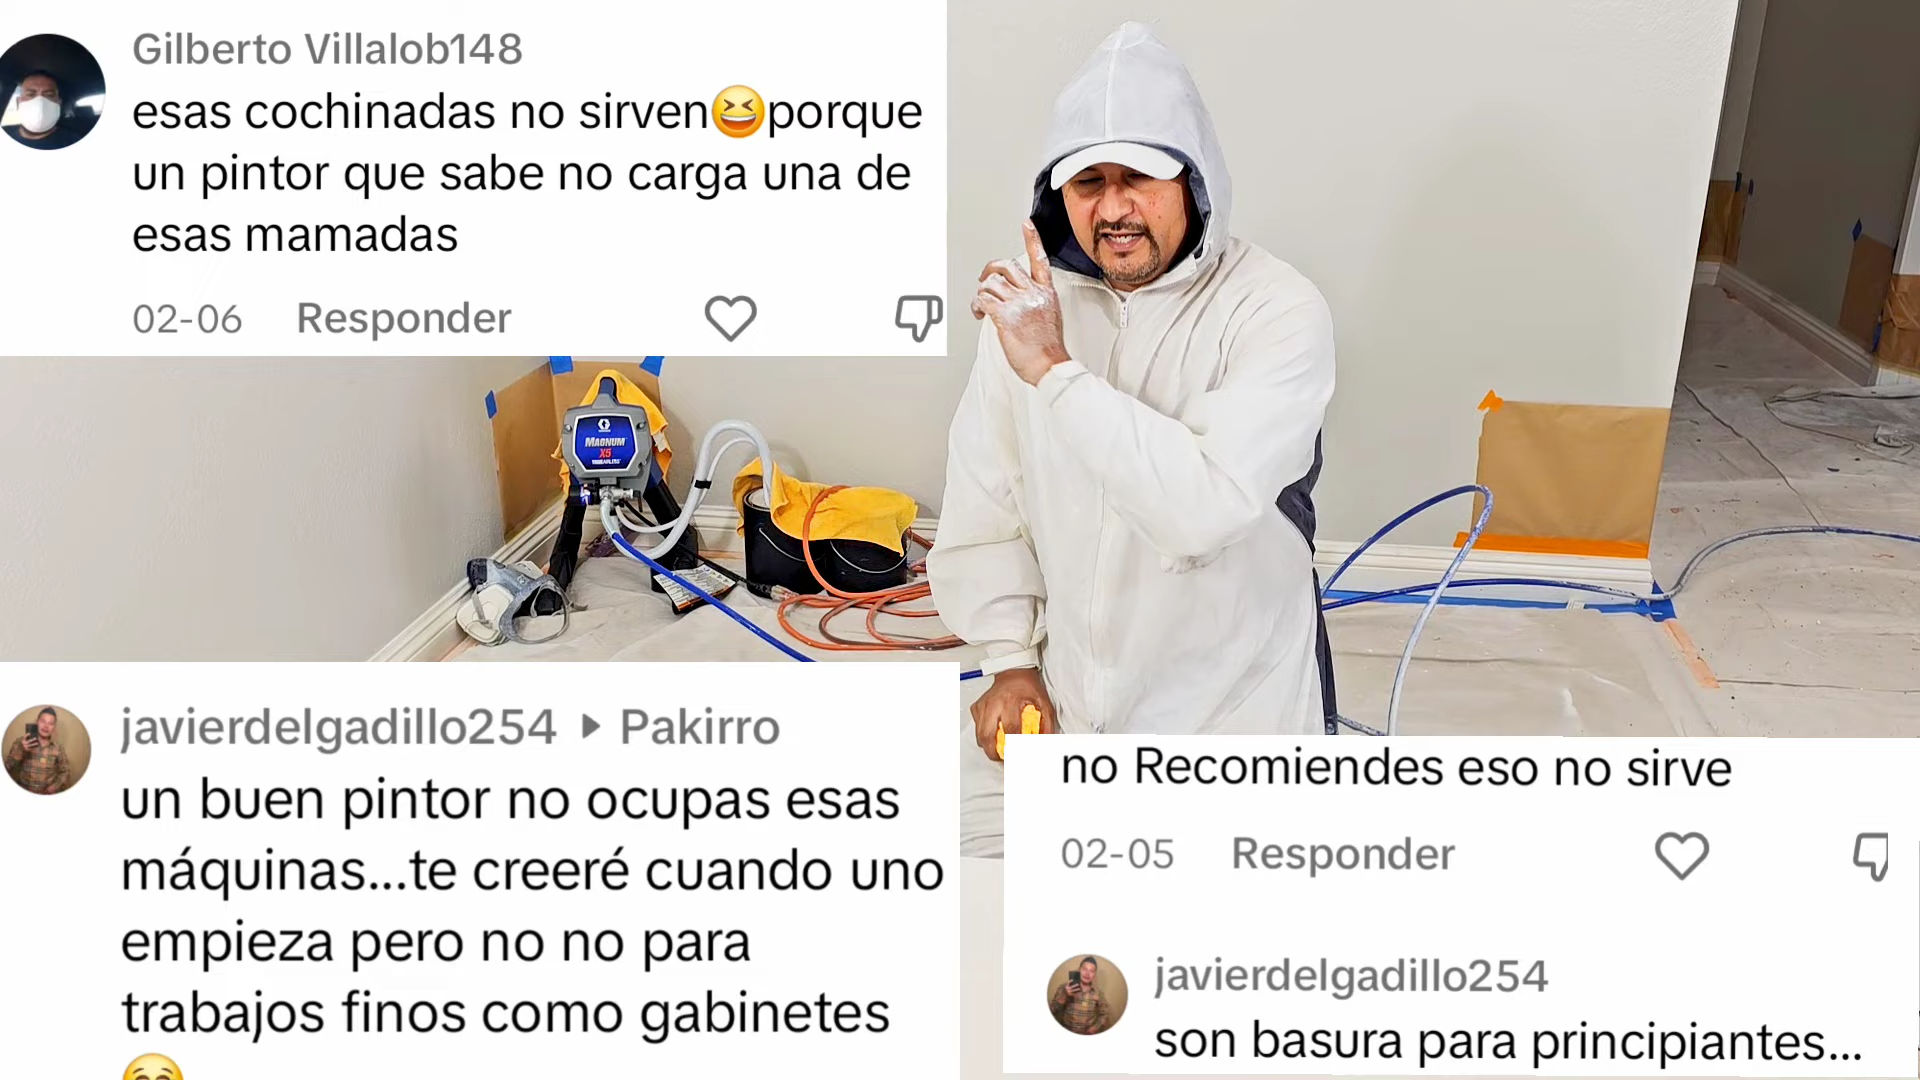 Gilberto Villalob148
esas cochinadas no sirven😆porque
un pintor que sabe no carga una de
esas mamadas
02-06 Responder
MAGNUM
X5
javierdelgadillo254 ▸ Pakirro
un buen pintor no ocupas esas
máquinas...te creeré cuando uno
empieza pero no no para
trabajos finos como gabinetes
no Recomiendes eso no sirve
02-05 Responder
javierdelgadillo254
son basura para principiantes...